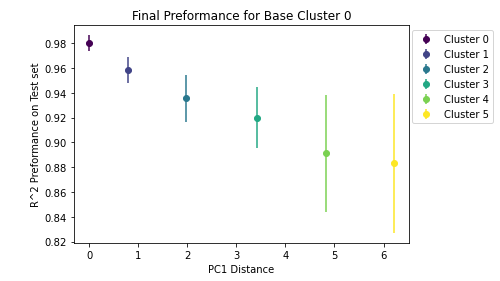 Final Preformance for Base Cluster 0
R^2 Preformance on Test set
0.98
0.96
0.94
0.92
0.90
0.88
0.86
0.84
0.82
0 1 2 3 4 5 6
PC1 Distance
Cluster 0
Cluster 1
Cluster 2
Cluster 3
Cluster 4
Cluster 5